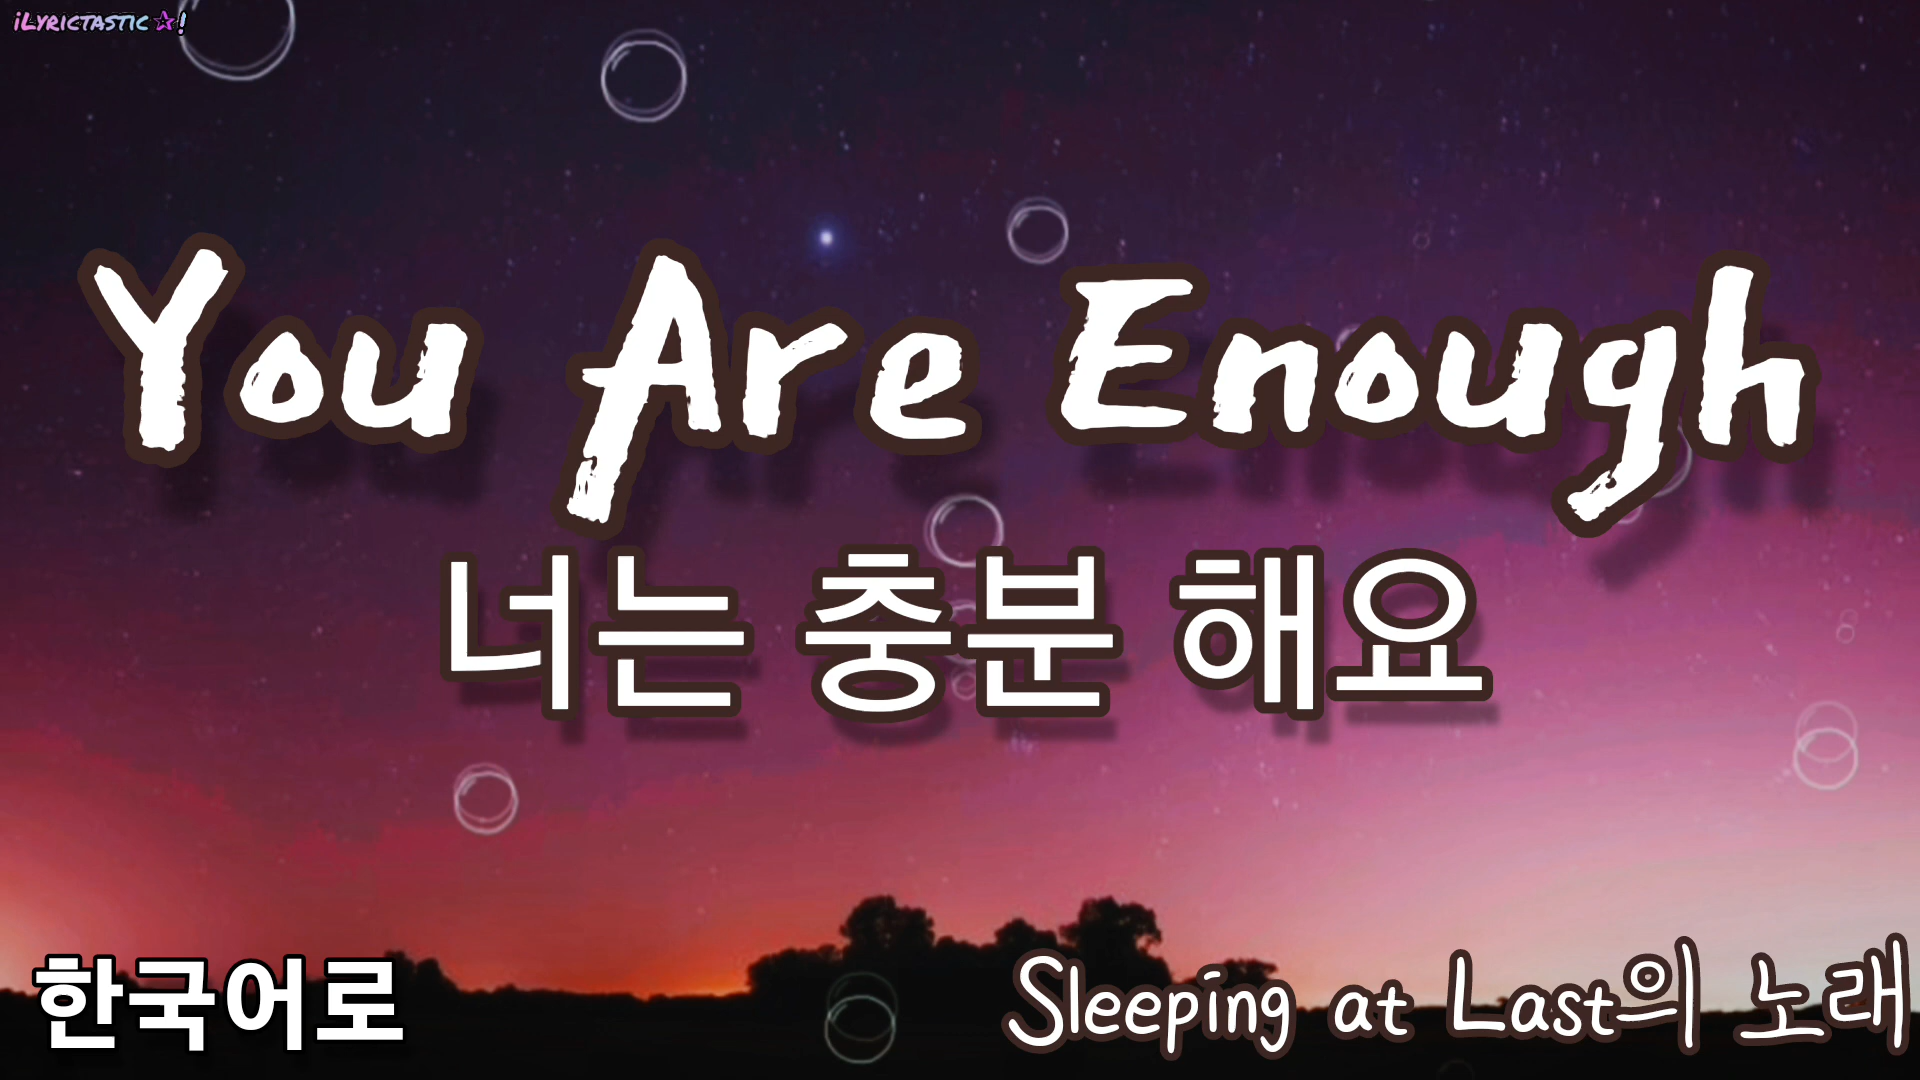 iLyrictastic☆!
You Are Enough
너는 충분 해요
한국어로
Sleeping at Last의 노래